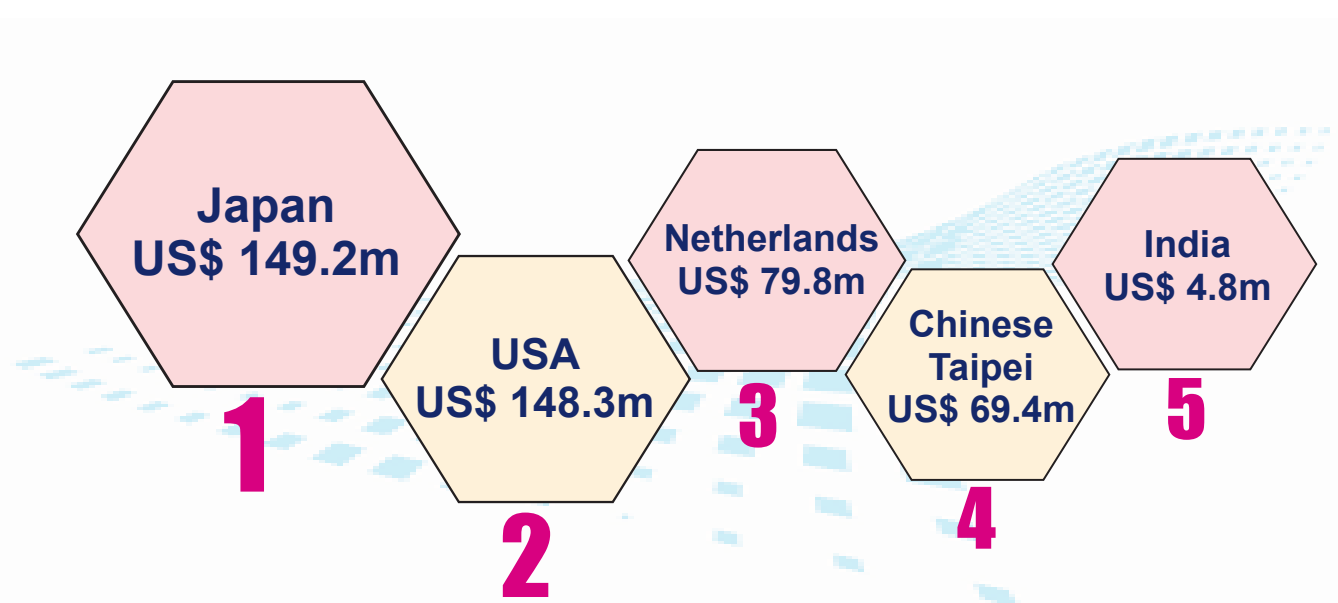 Japan
US$ 149.2m
1
USA
US$ 148.3m
2
Netherlands
US$ 79.8m
3
Chinese
Taipei
US$ 69.4m
4
India
US$ 4.8m
5